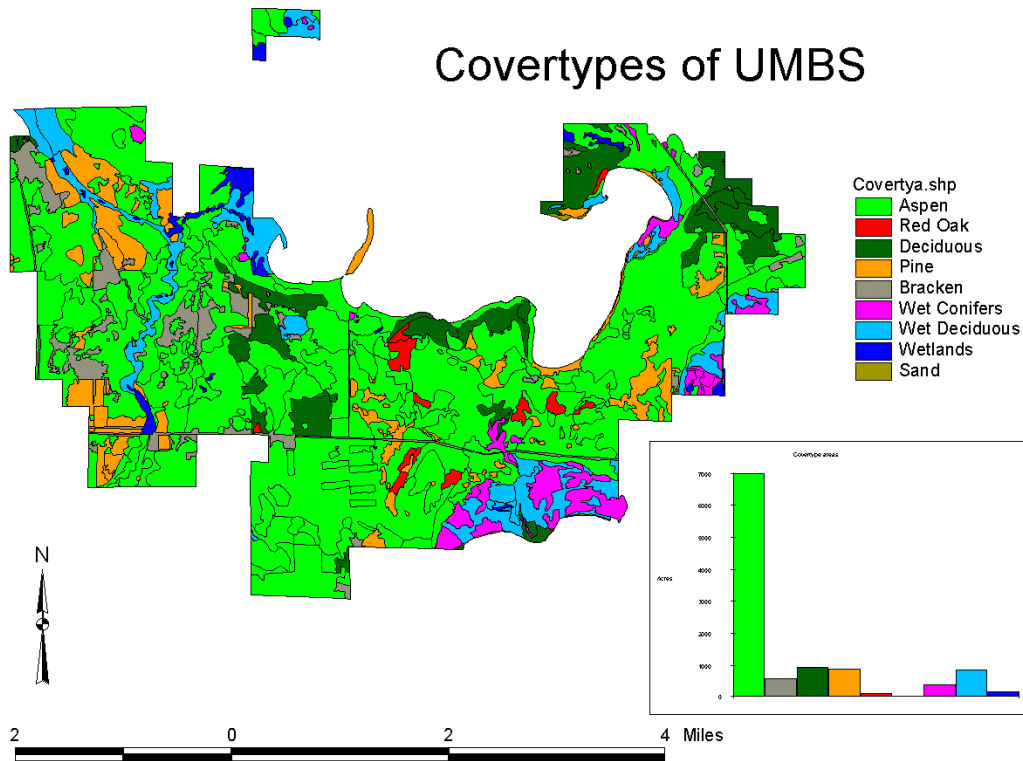 Covertypes of UMBS
Covertya.shp
Aspen
Red Oak
Deciduous
Pine
Bracken
Wet Conifers
Wet Deciduous
Wetlands
Sand
Covertype areas
7000
6000
5000
4000
3000
2000
1000
0
Acres
N
2 0 2 4 Miles